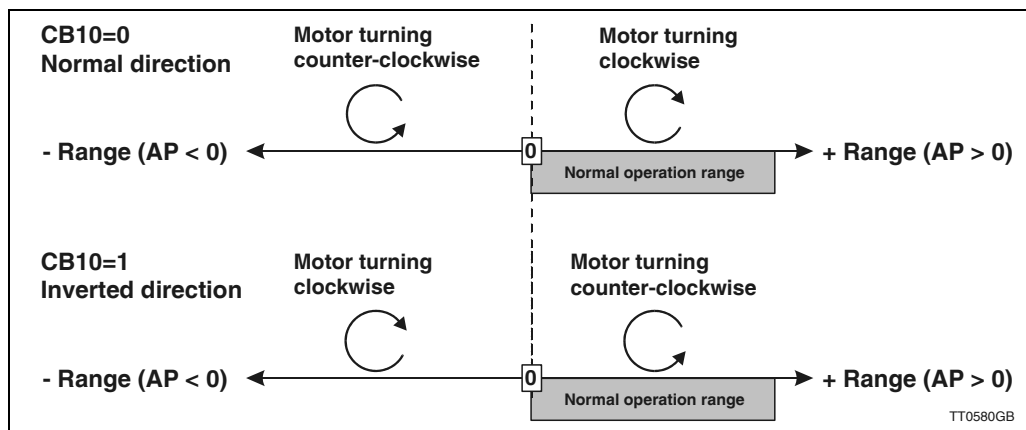 CB10=0
Normal direction
Motor turning
counter-clockwise
Motor turning
clockwise
- Range (AP < 0)
0
+ Range (AP > 0)
Normal operation range
CB10=1
Inverted direction
Motor turning
clockwise
Motor turning
counter-clockwise
- Range (AP < 0)
0
+ Range (AP > 0)
Normal operation range
TT0580GB